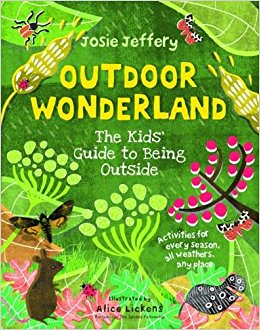 Josie Jeffery
OUTDOOR
WONDERLAND
The Kids'
Guide to Being
Outside
Activities for
every season,
all weathers,
any place
Illustrated by
Alice Lickens